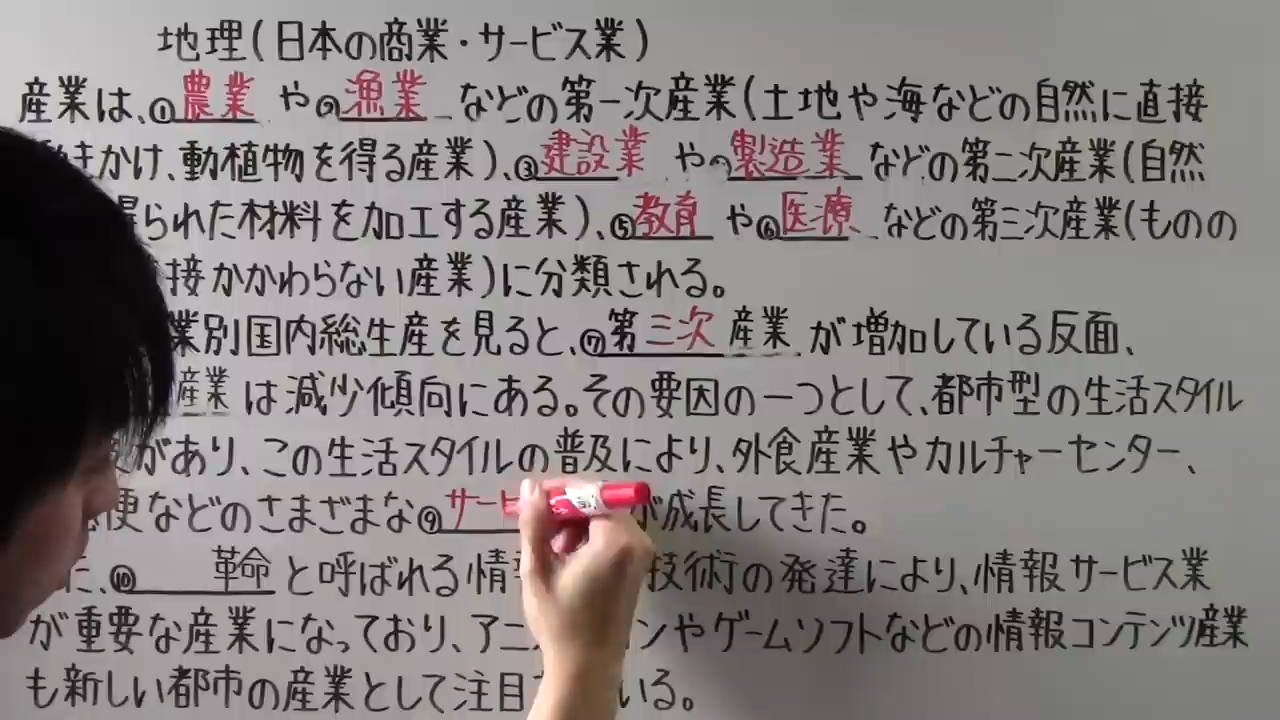 地理(日本の商業・サービス業)
産業は、①農業 や②漁業 などの第一次産業(土地や海などの自然に直接
かけ、動植物を得る産業)、③建設業 や④製造業 などの第二次産業(自然
得られた材料を加工する産業)、⑤教育 や⑥医療 などの第三次産業(ものの
接かかわらない産業)に分類される。
業別国内総生産を見ると、⑦第三次産業 が増加している反面、
産業 は減少傾向にある。その要因の一つとして、都市型の生活スタイル
があり、この生活スタイルの普及により、外食産業やカルチャーセンター、
便などのさまざまな⑨サービ が成長してきた。
た、⑩ 革命と呼ばれる情 技術の発達により、情報サービス業
が重要な産業になっており、アニ ンやゲームソフトなどの情報コンテンツ産業
も新しい都市の産業として注目 いる。